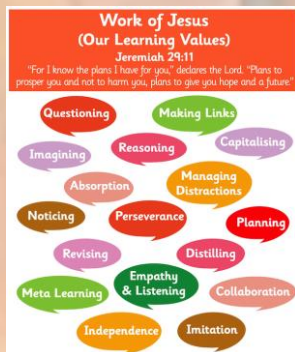 Work of Jesus
(Our Learning Values)
Jeremiah 29:11
"For I know the plans I have for you," declares the Lord. "Plans to
prosper you and not to harm you, plans to give you hope and a future."
Questioning
Making Links
Imagining
Reasoning
Capitalising
Absorption
Managing
Distractions
Noticing
Perseverance
Planning
Revising
Distilling
Meta Learning
Empathy
& Listening
Collaboration
Independence
Imitation